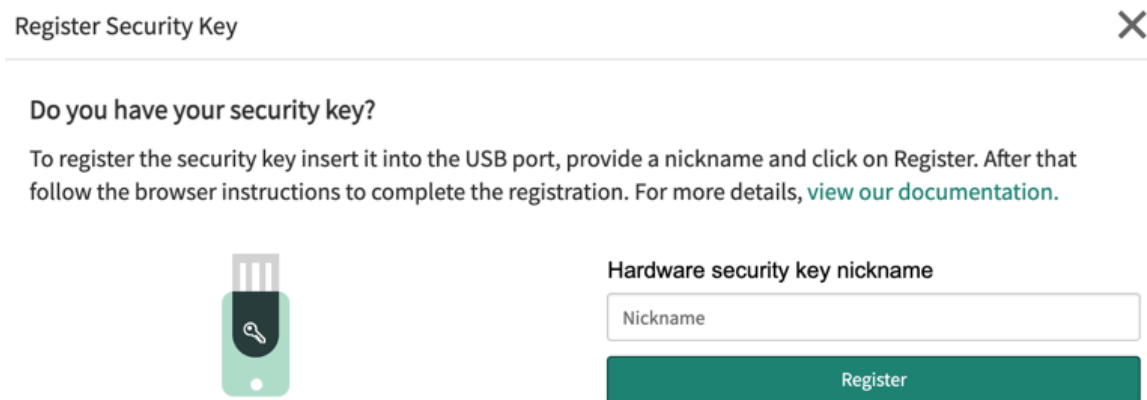 Register Security Key
Do you have your security key?
To register the security key insert it into the USB port, provide a nickname and click on Register. After that
follow the browser instructions to complete the registration. For more details, view our documentation.
Hardware security key nickname
Nickname
Register